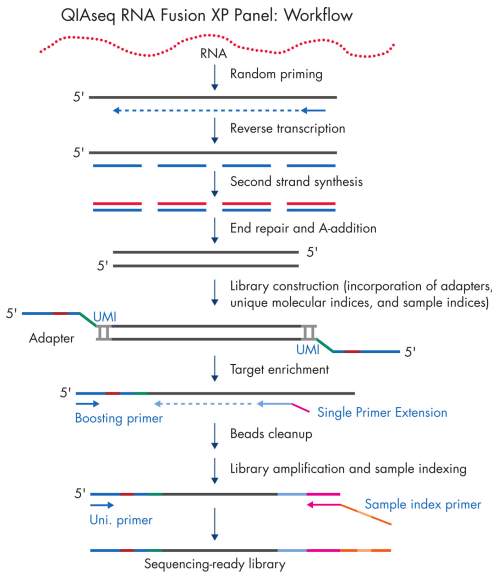 QIAseq RNA Fusion XP Panel: Workflow
RNA
Random priming
5'
Reverse transcription
5'
Second strand synthesis
End repair and A-addition
5'
5'
Library construction (incorporation of adapters,
unique molecular indices, and sample indices)
5'
UMI
Adapter
UMI
5'
Target enrichment
5'
Boosting primer
Single Primer Extension
Beads cleanup
Library amplification and sample indexing
5'
Uni. primer
Sample index primer
Sequencing-ready library